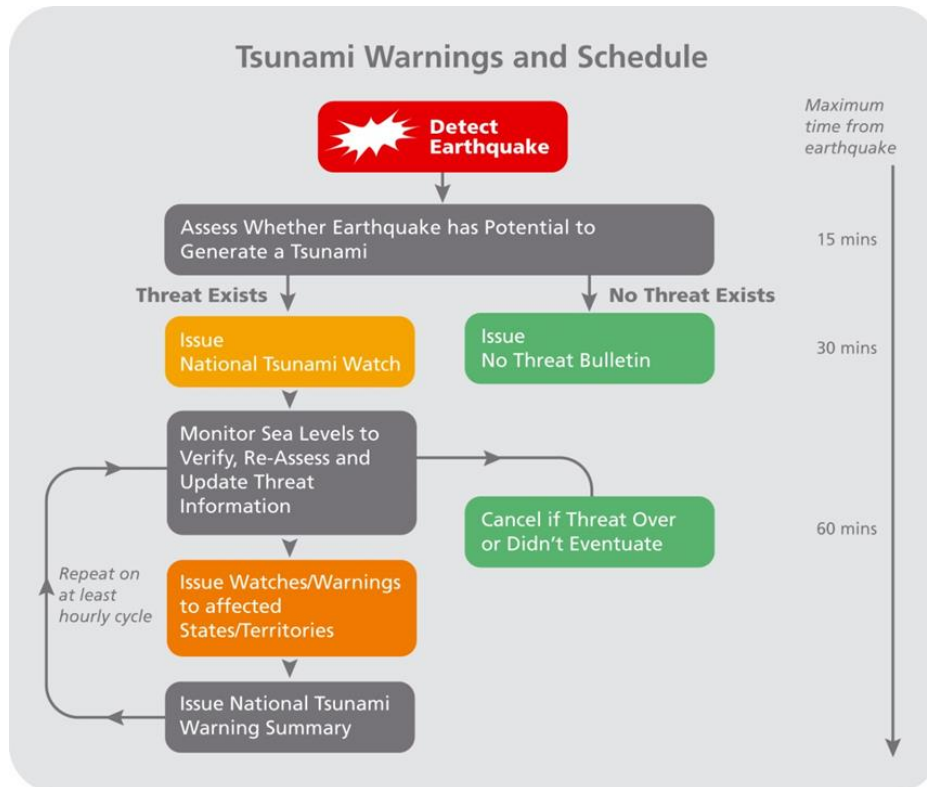 Tsunami Warnings and Schedule
Maximum
time from
earthquake
Detect
Earthquake
Assess Whether Earthquake has Potential to
Generate a Tsunami
15 mins
Threat Exists
No Threat Exists
Issue
National Tsunami Watch
Issue
No Threat Bulletin
30 mins
Monitor Sea Levels to
Verify, Re-Assess and
Update Threat
Information
Cancel if Threat Over
or Didn't Eventuate
60 mins
Repeat on
at least
hourly cycle
Issue Watches/Warnings
to affected
States/Territories
Issue National Tsunami
Warning Summary